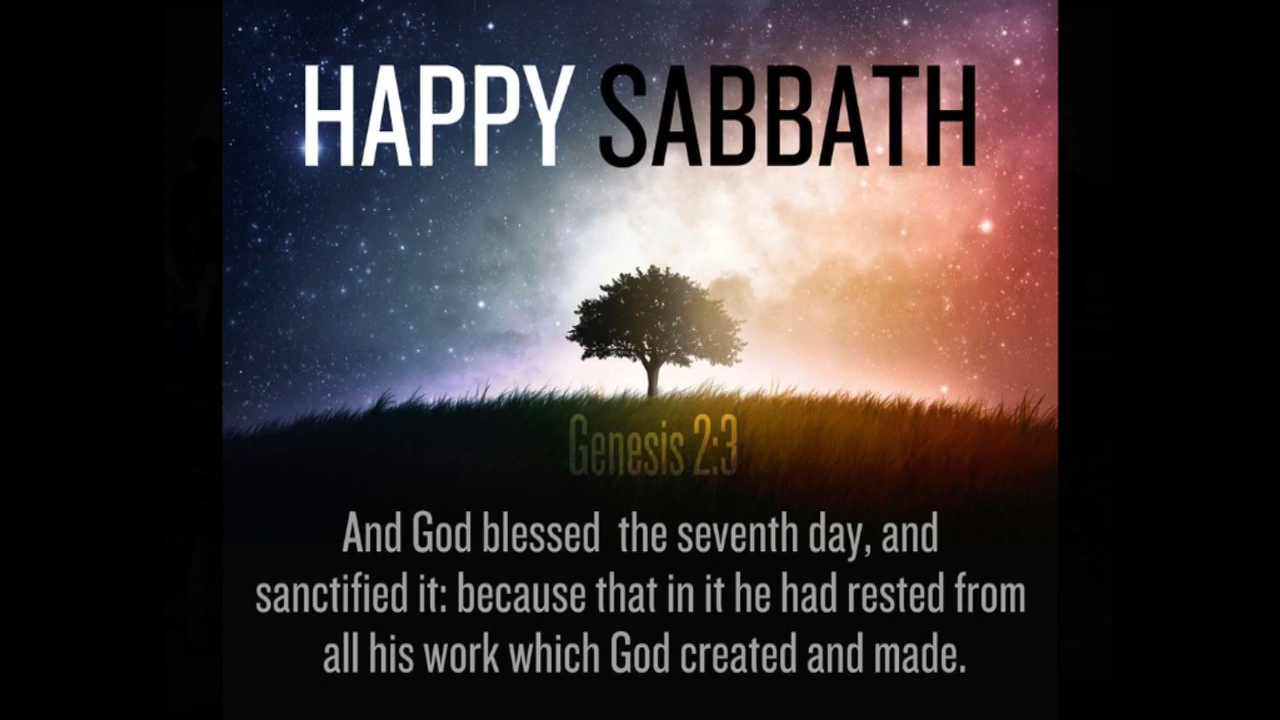 HAPPY SABBATH
Genesis 2:3
And God blessed the seventh day, and
sanctified it: because that in it he had rested from
all his work which God created and made.